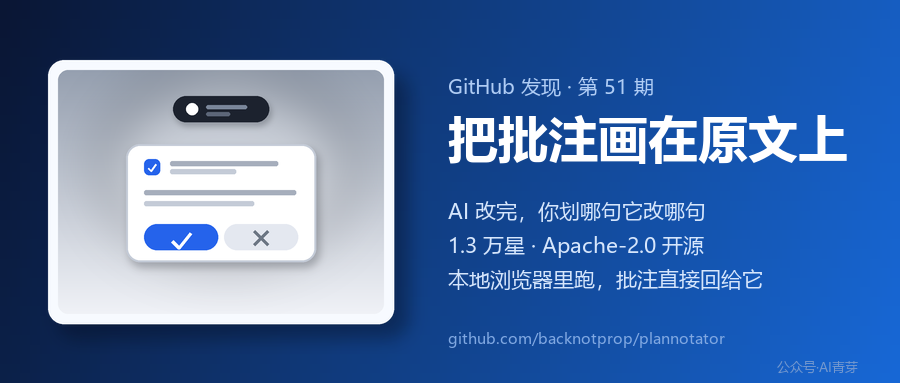 GitHub 发现 · 第 51 期
把批注画在原文上
AI 改完，你划哪句它改哪句
1.3 万星 · Apache-2.0 开源
本地浏览器里跑，批注直接回给它
github.com/backnotprop/plannotator
公众号·AI青芽